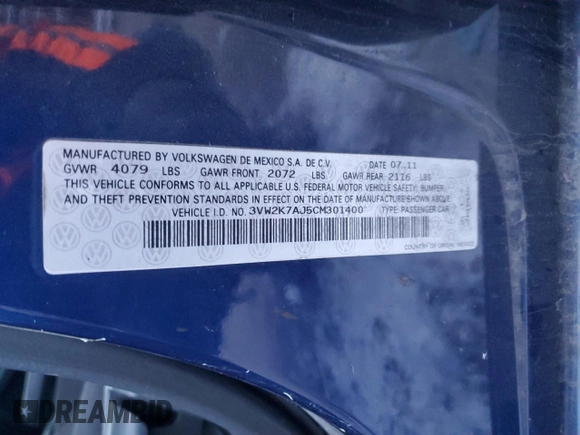 MANUFACTURED BY VOLKSWAGEN DE MEXICO S.A. DE C.V. DATE 07.11
GVWR 4079 LBS GAWR FRONT 2072 LBS GAWR REAR 2116 LBS
THIS VEHICLE CONFORMS TO ALL APPLICABLE U.S. FEDERAL MOTOR VEHICLE SAFETY, BUMPER,
AND THEFT PREVENTION STANDARDS IN EFFECT ON THE DATE OF MANUFACTURE SHOWN ABOVE.
VEHICLE I.D. NO. 3VW2K7AJ5CM301400 TYPE: PASSENGER CAR
COUNTRY OF ORIGIN: MEXICO
DREAMBID